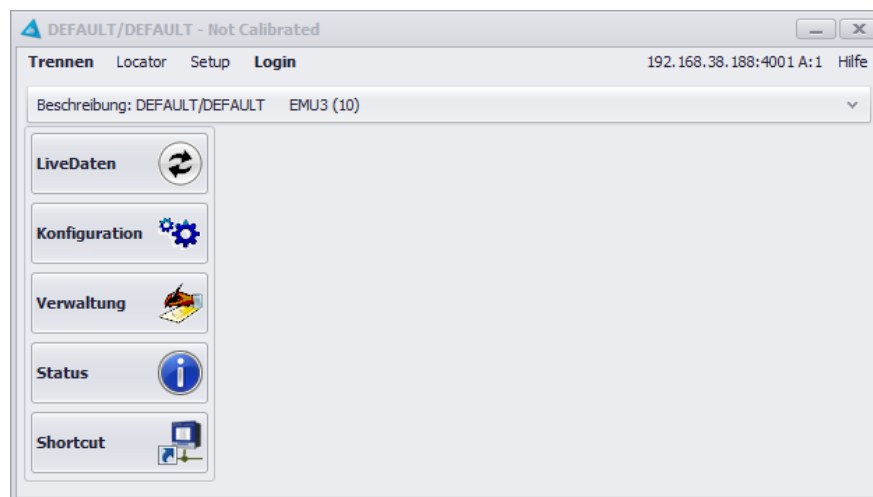 DEFAULT/DEFAULT - Not Calibrated
Trennen Locator Setup Login 192.168.38.188:4001 A:1 Hilfe
Beschreibung: DEFAULT/DEFAULT EMU3 (10)
LiveDaten
Konfiguration
Verwaltung
Status
Shortcut